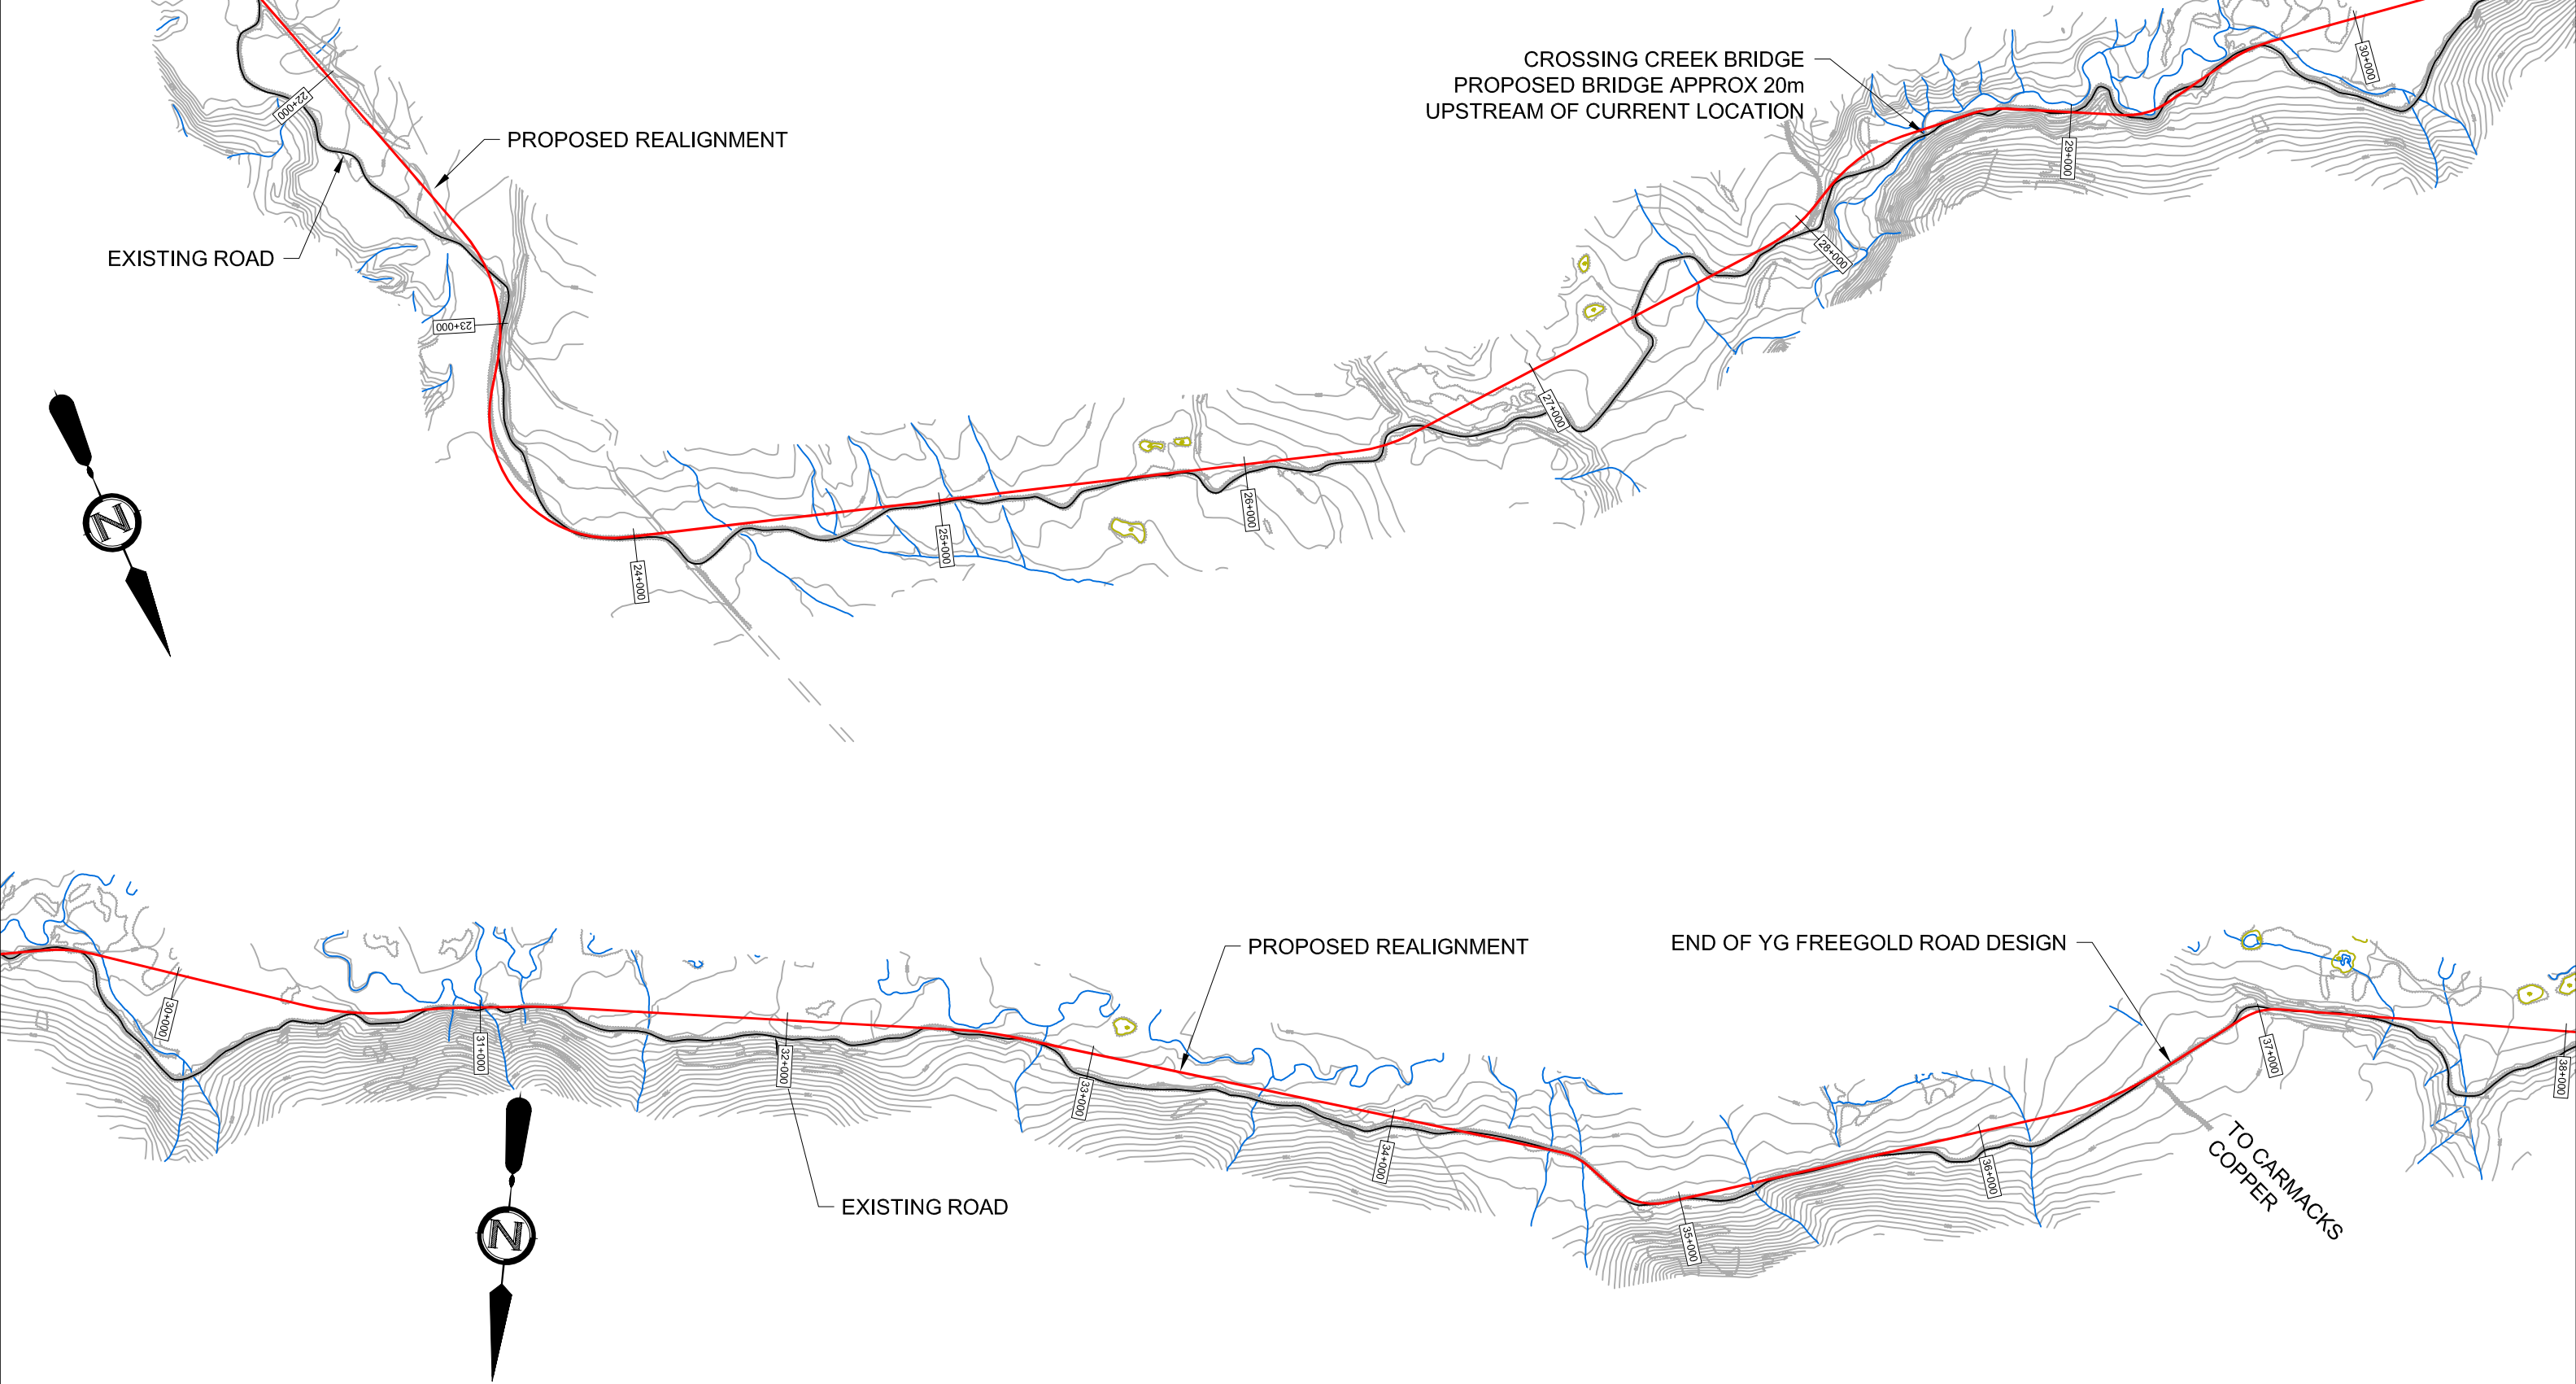 CROSSING CREEK BRIDGE
PROPOSED BRIDGE APPROX 20m
UPSTREAM OF CURRENT LOCATION
30+000
22+000
PROPOSED REALIGNMENT
29+000
EXISTING ROAD
28+000
23+000
27+000
26+000
25+000
24+000
N
PROPOSED REALIGNMENT
END OF YG FREEGOLD ROAD DESIGN
30+000
31+000
32+000
33+000
34+000
35+000
36+000
37+000
38+000
TO CARMACKS
COPPER
EXISTING ROAD
N